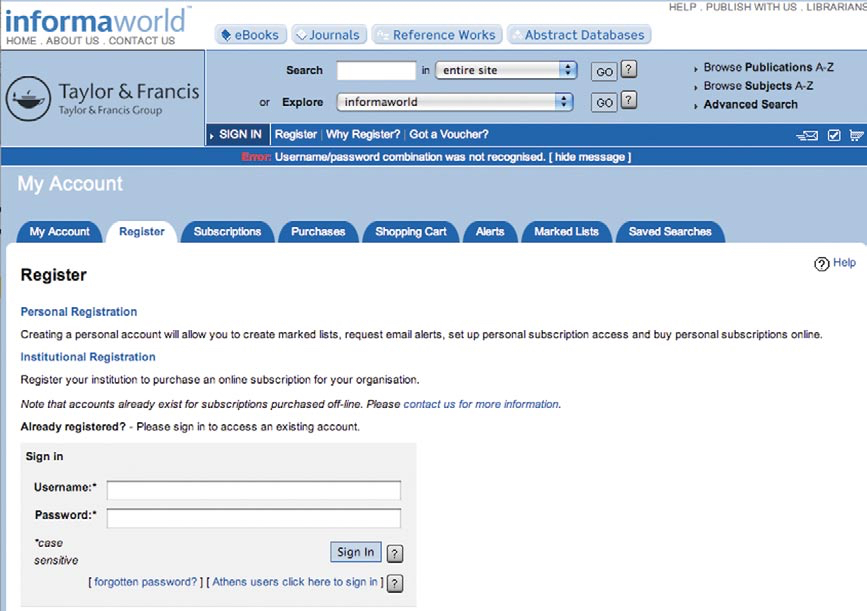 HELP . PUBLISH WITH US . LIBRARIANS
informaworld™
HOME . ABOUT US . CONTACT US
eBooks Journals Reference Works Abstract Databases
Taylor & Francis
Taylor & Francis Group
Search in entire site GO ?
or Explore informaworld GO ?
Browse Publications A-Z
Browse Subjects A-Z
Advanced Search
SIGN IN Register | Why Register? | Got a Voucher?
Error: Username/password combination was not recognised. [ hide message ]
My Account
My Account Register Subscriptions Purchases Shopping Cart Alerts Marked Lists Saved Searches
? Help
Register
Personal Registration
Creating a personal account will allow you to create marked lists, request email alerts, set up personal subscription access and buy personal subscriptions online.
Institutional Registration
Register your institution to purchase an online subscription for your organisation.
Note that accounts already exist for subscriptions purchased off-line. Please contact us for more information.
Already registered? - Please sign in to access an existing account.
Sign in
Username:*
Password:*
*case
sensitive
Sign In ?
[ forgotten password? ] [ Athens users click here to sign in ] ?